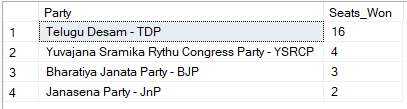 Party Seats_Won
1 Telugu Desam - TDP 16
2 Yuvajana Sramika Rythu Congress Party - YSRCP 4
3 Bharatiya Janata Party - BJP 3
4 Janasena Party - JnP 2